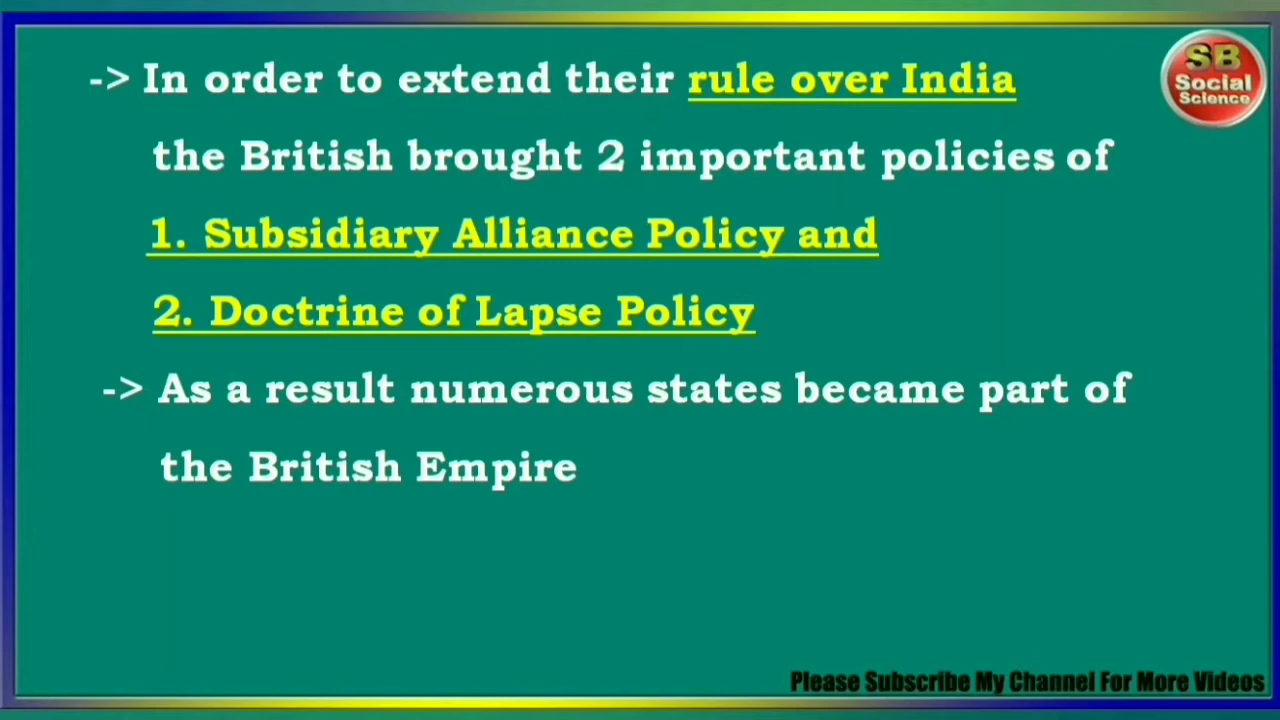 -> In order to extend their rule over India
the British brought 2 important policies of
1. Subsidiary Alliance Policy and
2. Doctrine of Lapse Policy
-> As a result numerous states became part of
the British Empire
SB
Social
Science
Please Subscribe My Channel For More Videos